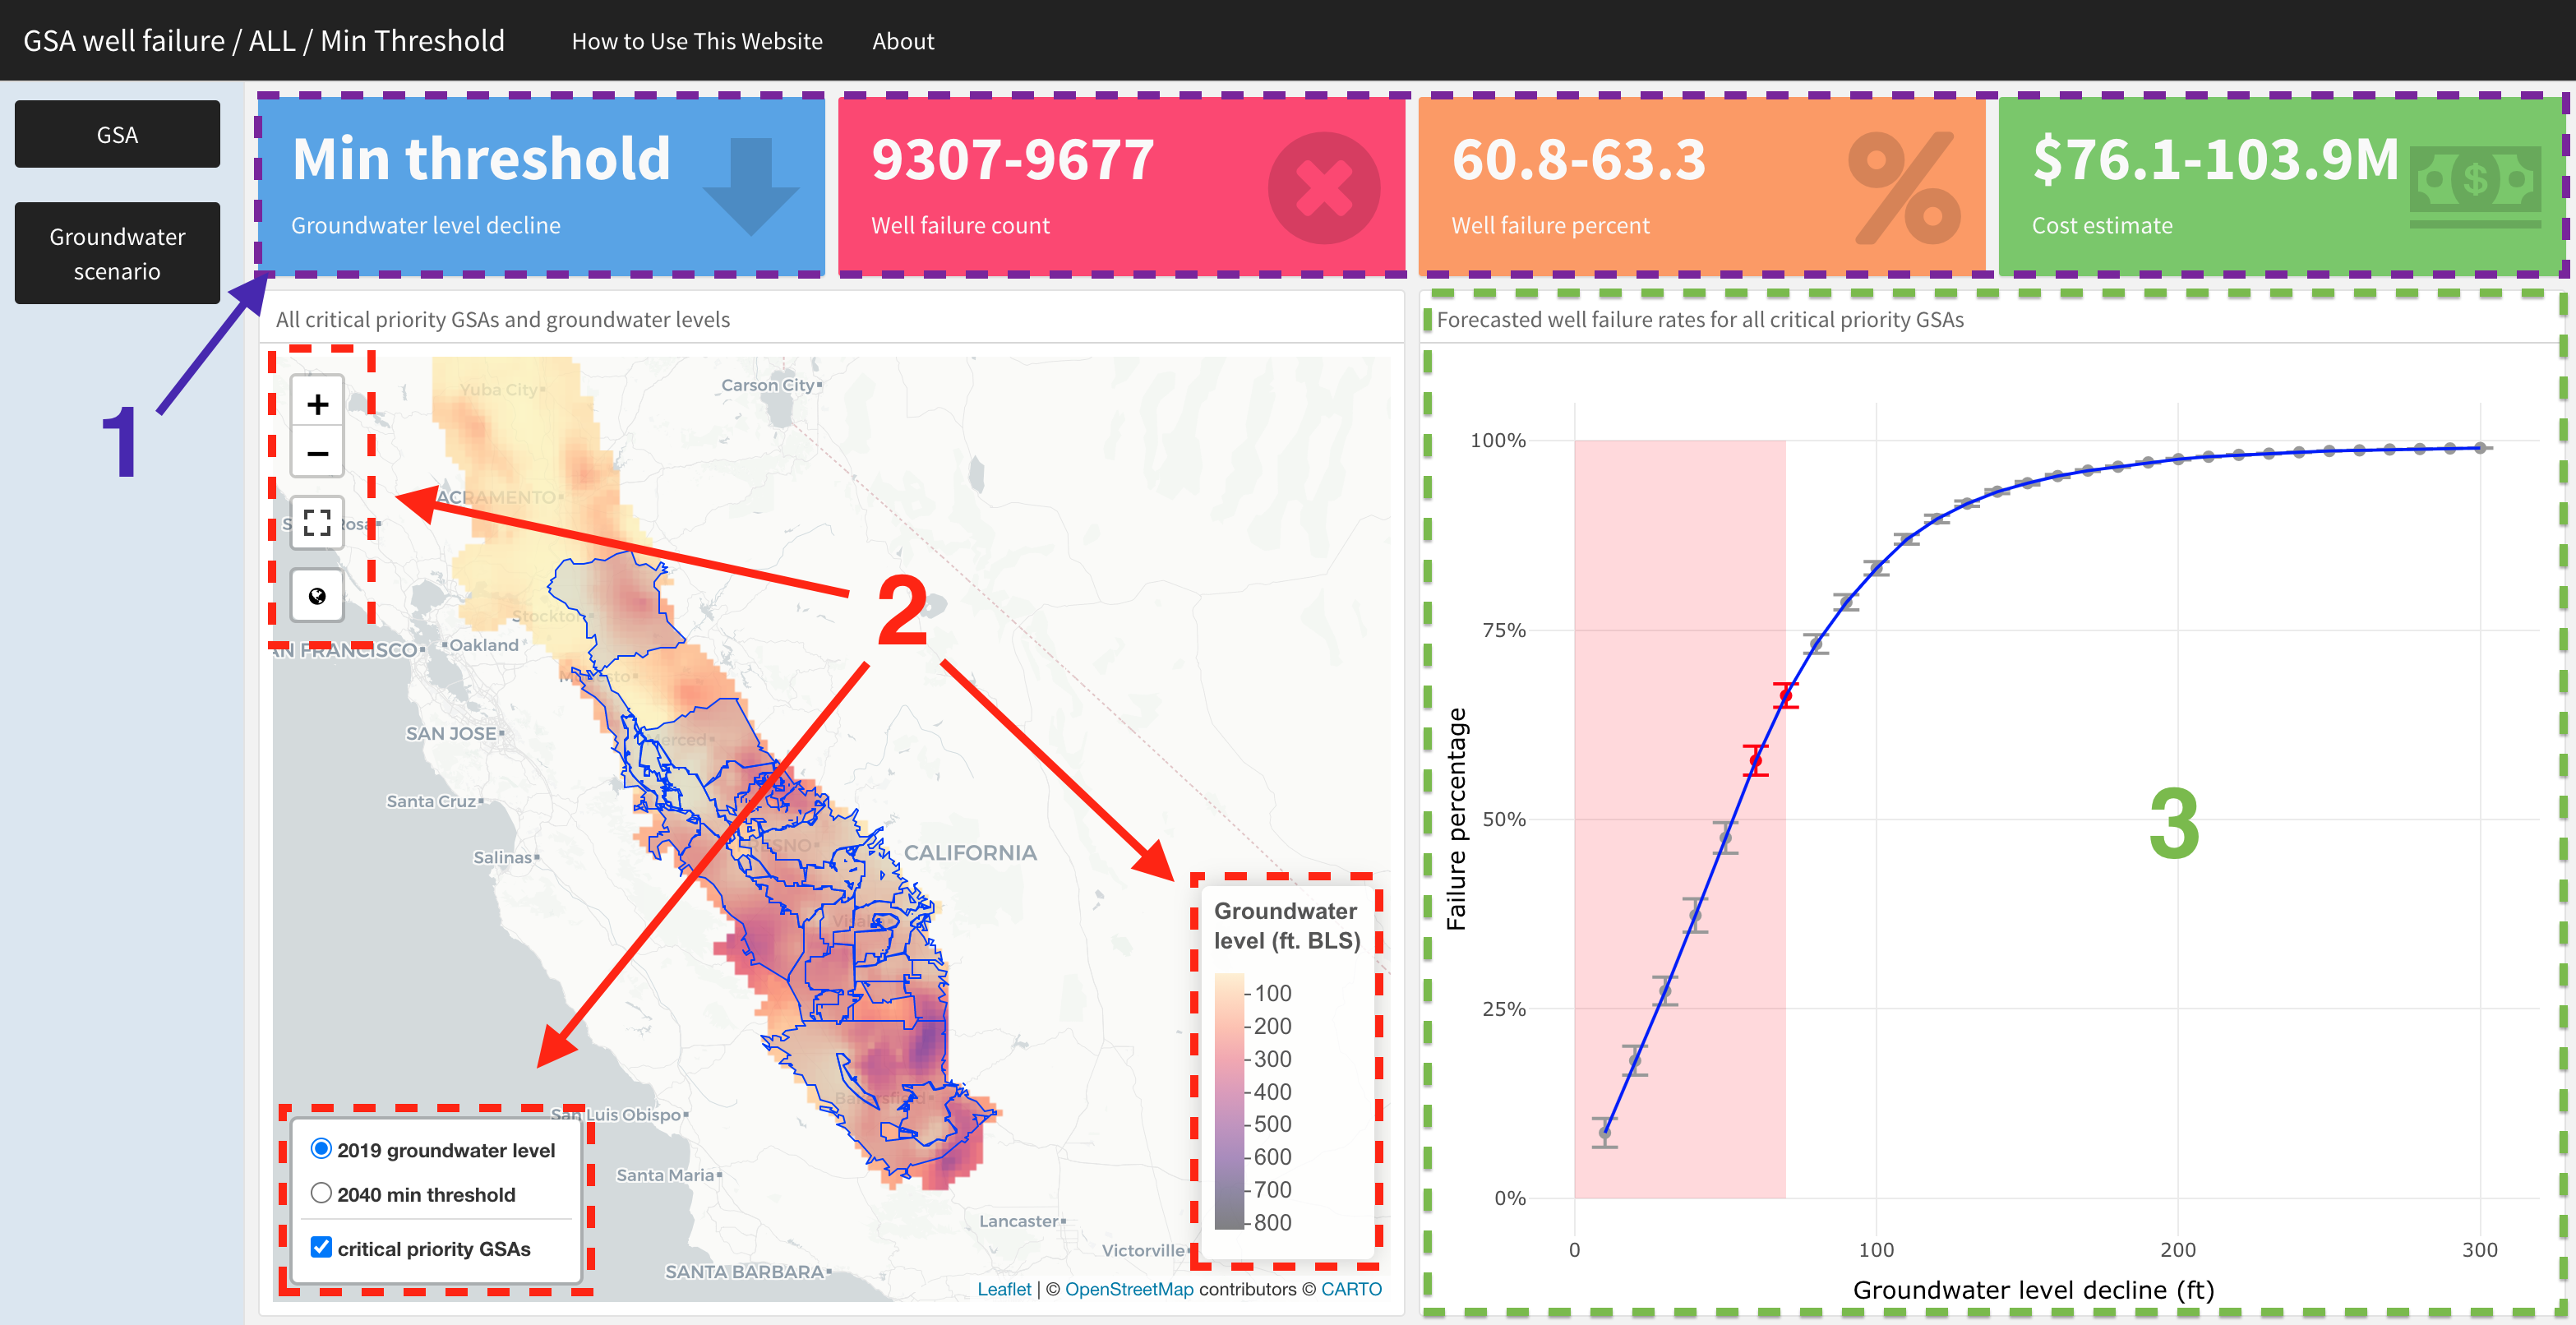 GSA well failure / ALL / Min Threshold
How to Use This Website
About
GSA
Groundwater
scenario
Min threshold
Groundwater level decline
9307-9677
Well failure count
60.8-63.3
Well failure percent
$76.1-103.9M
Cost estimate
1
All critical priority GSAs and groundwater levels
+
−
Yuba City
Carson City
ACRAMENTO
Rosa
Stockton
AN FRANCISCO
Oakland
SAN JOSE
Merced
Santa Cruz
Salinas
CALIFORNIA
San Luis Obispo
Santa Maria
Lancaster
Victorville
SANTA BARBARA
2
2019 groundwater level
2040 min threshold
critical priority GSAs
Groundwater
level (ft. BLS)
100
200
300
400
500
600
700
800
Leaflet | © OpenStreetMap contributors © CARTO
Forecasted well failure rates for all critical priority GSAs
100%
75%
50%
25%
0%
Failure percentage
3
0 100 200 300
Groundwater level decline (ft)